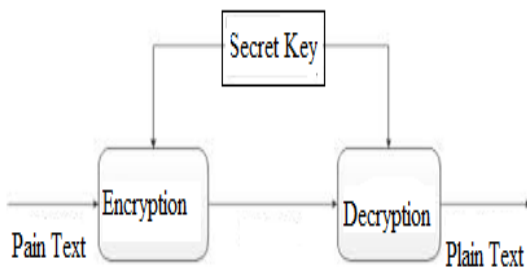 Secret Key
Encryption
Decryption
Pain Text
Plain Text